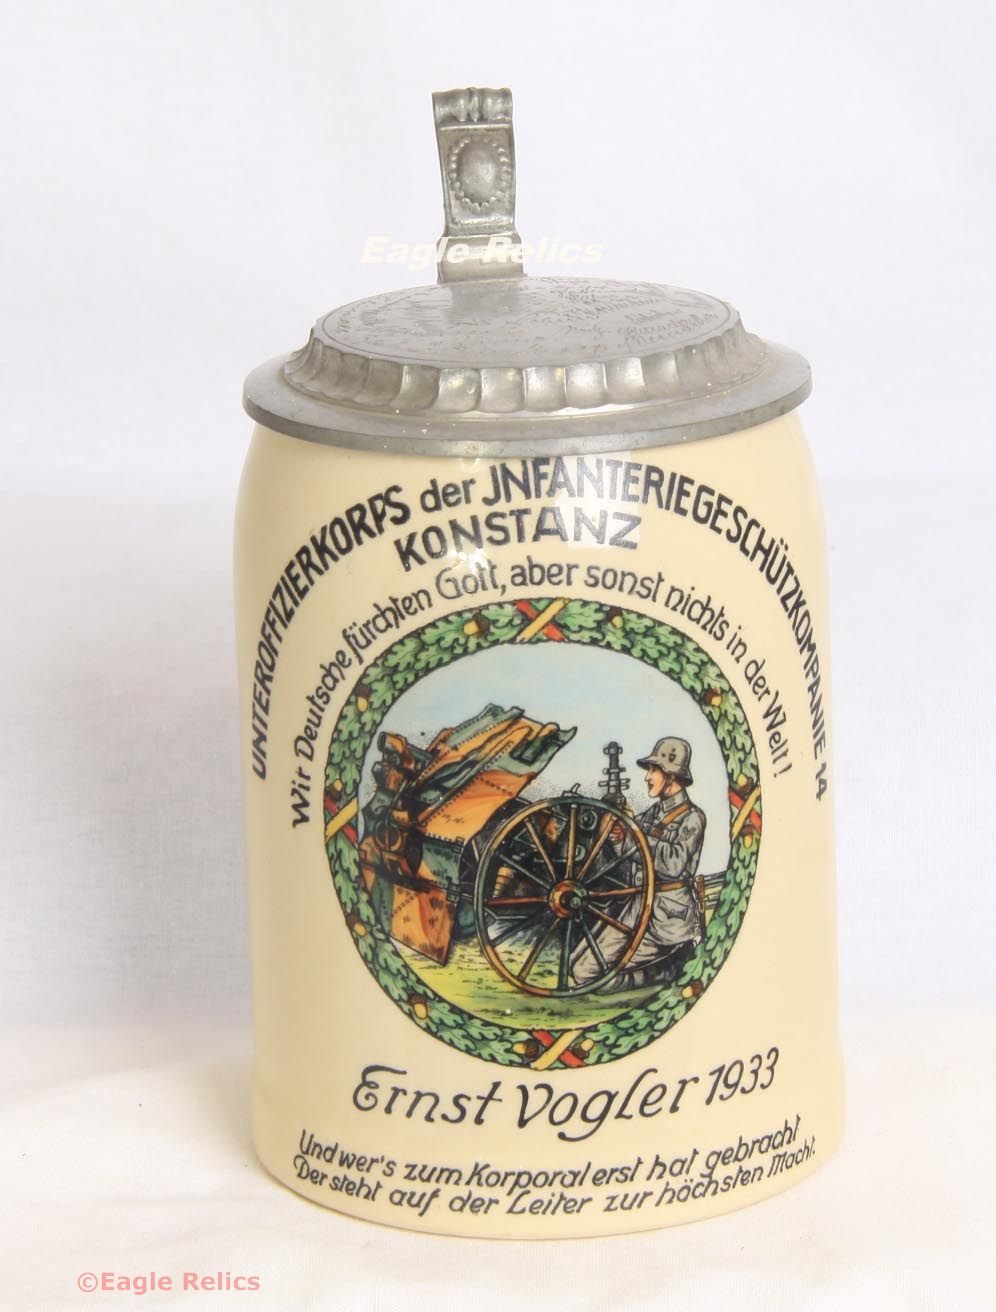 Eagle Relics
UNTEROFFIZIERKORPS der JNFANTERIEGESCHÜTZKOMPANIE 14
KONSTANZ
Wir Deutsche fürchten Gott, aber sonst nichts in der Welt!
Ernst Vogler 1933
Und wer's zum Korporal erst hat gebracht
Der steht auf der Leiter zur höchsten Macht.
©Eagle Relics